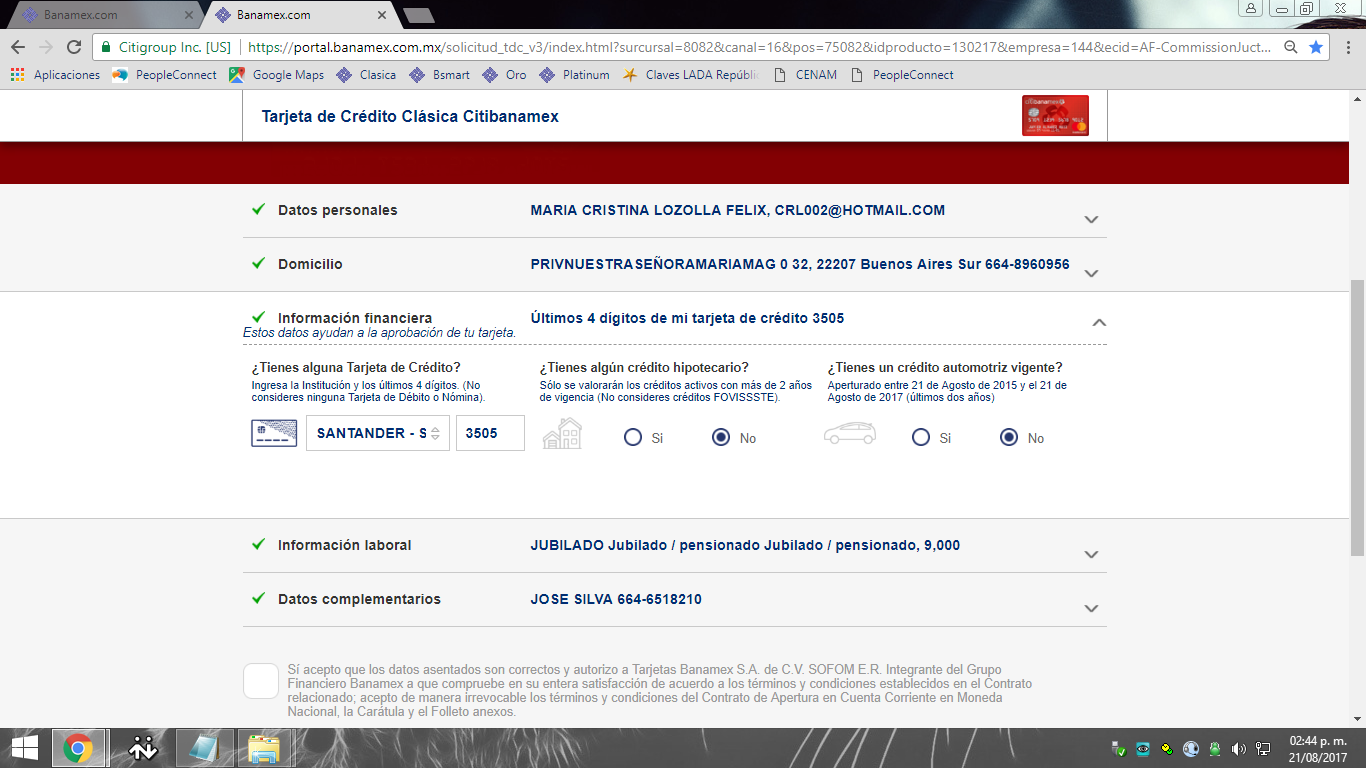 Banamex.com
Banamex.com
Citigroup Inc. [US] https://portal.banamex.com.mx/solicitud_tdc_v3/index.html?surcursal=8082&canal=16&pos=75082&idproducto=130217&empresa=144&ecid=AF-CommissionJuct...
Aplicaciones PeopleConnect Google Maps Clasica Bsmart Oro Platinum Claves LADA Repúbli CENAM PeopleConnect
Tarjeta de Crédito Clásica Citibanamex
Datos personales MARIA CRISTINA LOZOLLA FELIX, CRL002@HOTMAIL.COM
Domicilio PRIVNUESTRASEÑORAMARIAMAG 0 32, 22207 Buenos Aires Sur 664-8960956
Información financiera Últimos 4 dígitos de mi tarjeta de crédito 3505
Estos datos ayudan a la aprobación de tu tarjeta.
¿Tienes alguna Tarjeta de Crédito?
Ingresa la Institución y los últimos 4 dígitos. (No
consideres ninguna Tarjeta de Débito o Nómina).
SANTANDER - S 3505
¿Tienes algún crédito hipotecario?
Sólo se valorarán los créditos activos con más de 2 años
de vigencia (No consideres créditos FOVISSSTE).
Si No
¿Tienes un crédito automotriz vigente?
Aperturado entre 21 de Agosto de 2015 y el 21 de
Agosto de 2017 (últimos dos años)
Si No
Información laboral JUBILADO Jubilado / pensionado Jubilado / pensionado, 9,000
Datos complementarios JOSE SILVA 664-6518210
Sí acepto que los datos asentados son correctos y autorizo a Tarjetas Banamex S.A. de C.V. SOFOM E.R. Integrante del Grupo
Financiero Banamex a que compruebe en su entera satisfacción de acuerdo a los términos y condiciones establecidos en el Contrato
relacionado; acepto de manera irrevocable los términos y condiciones del Contrato de Apertura en Cuenta Corriente en Moneda
Nacional, la Carátula y el Folleto anexos.
02:44 p. m.
21/08/2017